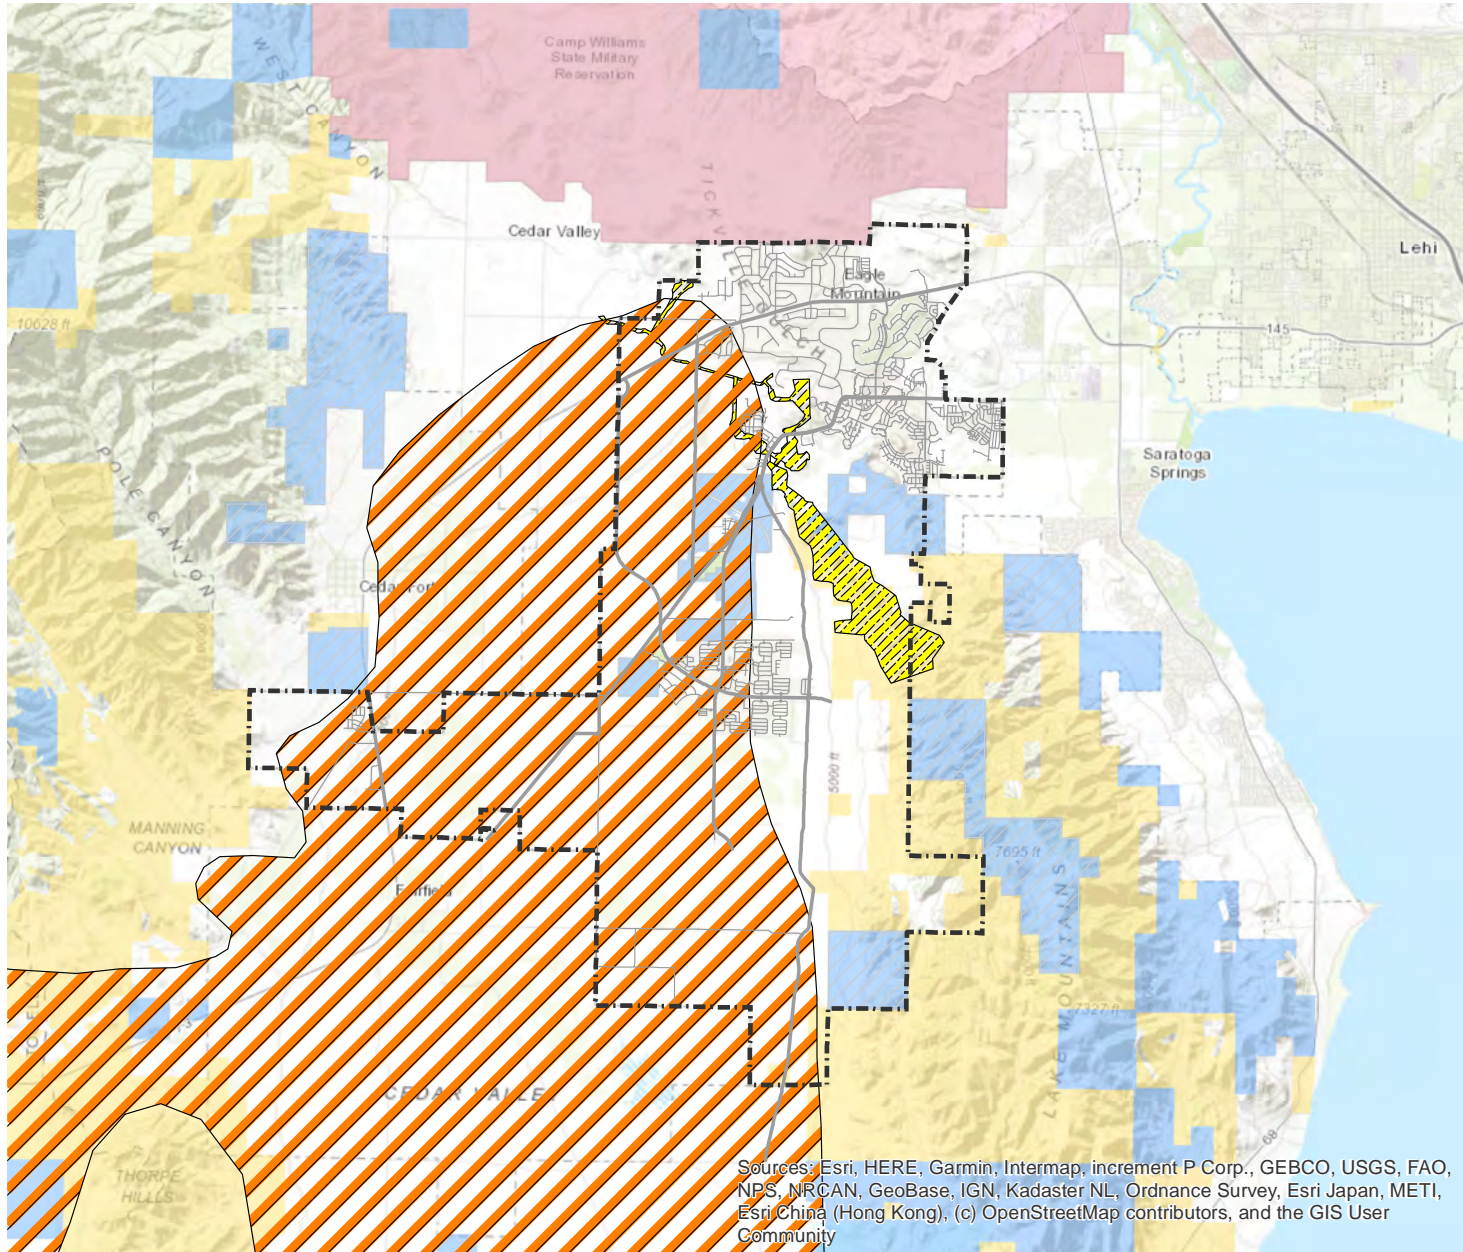 Camp Williams
State Military
Reservation
WEST CANYON
Cedar Valley
Eagle
Mountain
Lehi
10628 ft
145
Saratoga
Springs
POLE CANYON
Cedar Fort
5000 ft
MANNING
CANYON
7695 ft
Fairfield
LAKE MOUNTAINS
7327 ft
CEDAR VALLEY
68
THORPE
HILLS
Sources: Esri, HERE, Garmin, Intermap, increment P Corp., GEBCO, USGS, FAO,
NPS, NRCAN, GeoBase, IGN, Kadaster NL, Ordnance Survey, Esri Japan, METI,
Esri China (Hong Kong), (c) OpenStreetMap contributors, and the GIS User
Community